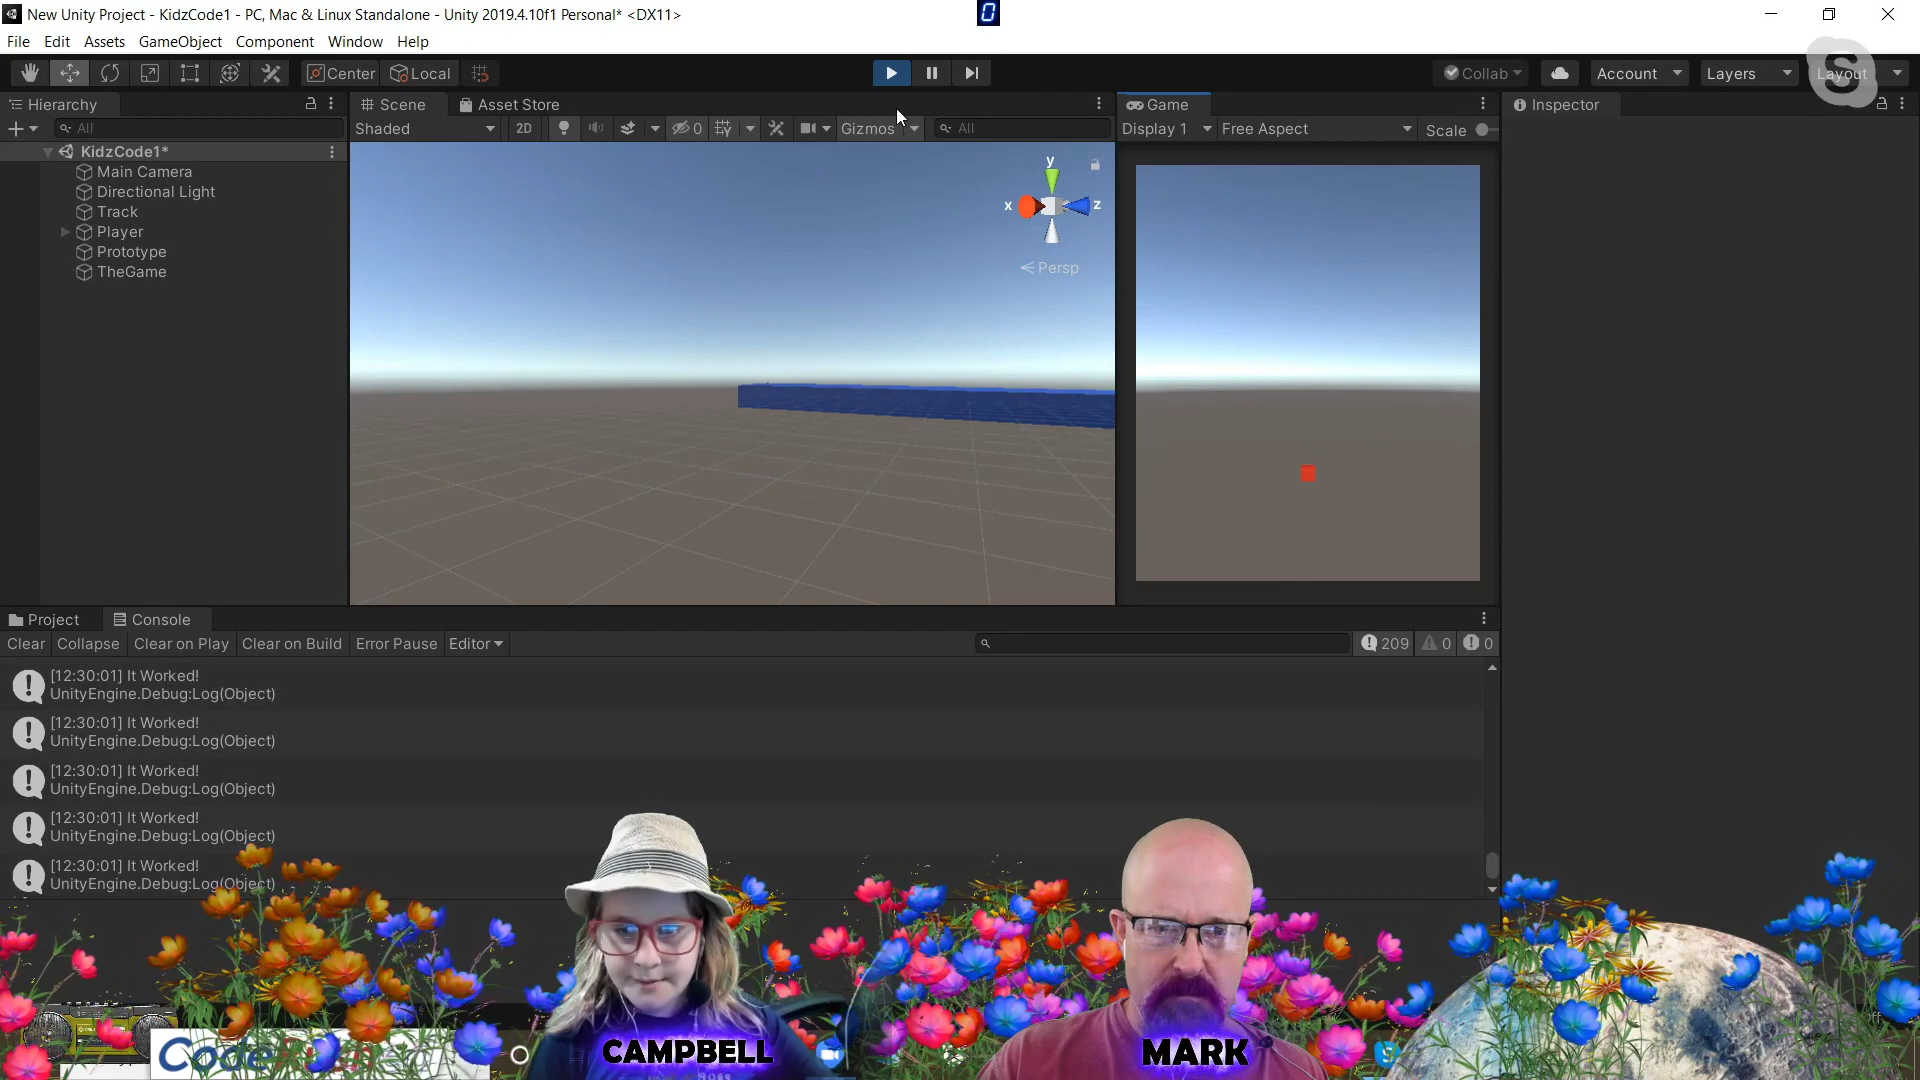 New Unity Project - KidzCode1 - PC, Mac & Linux Standalone - Unity 2019.4.10f1 Personal* <DX11>
0
File Edit Assets GameObject Component Window Help
Center Local Collab Account Layers Layout
Hierarchy
Scene Asset Store
Game
Inspector
All
Shaded 2D 0 Gizmos All
Display 1 Free Aspect Scale
KidzCode1*
Main Camera
Directional Light
Track
Player
Prototype
TheGame
y
x z
Persp
Project Console
Clear Collapse Clear on Play Clear on Build Error Pause Editor 209 0 0
[12:30:01] It Worked!
UnityEngine.Debug:Log(Object)
[12:30:01] It Worked!
UnityEngine.Debug:Log(Object)
[12:30:01] It Worked!
UnityEngine.Debug:Log(Object)
[12:30:01] It Worked!
UnityEngine.Debug:Log(Object)
[12:30:01] It Worked!
UnityEngine.Debug:Log(Object)
CAMPBELL
MARK